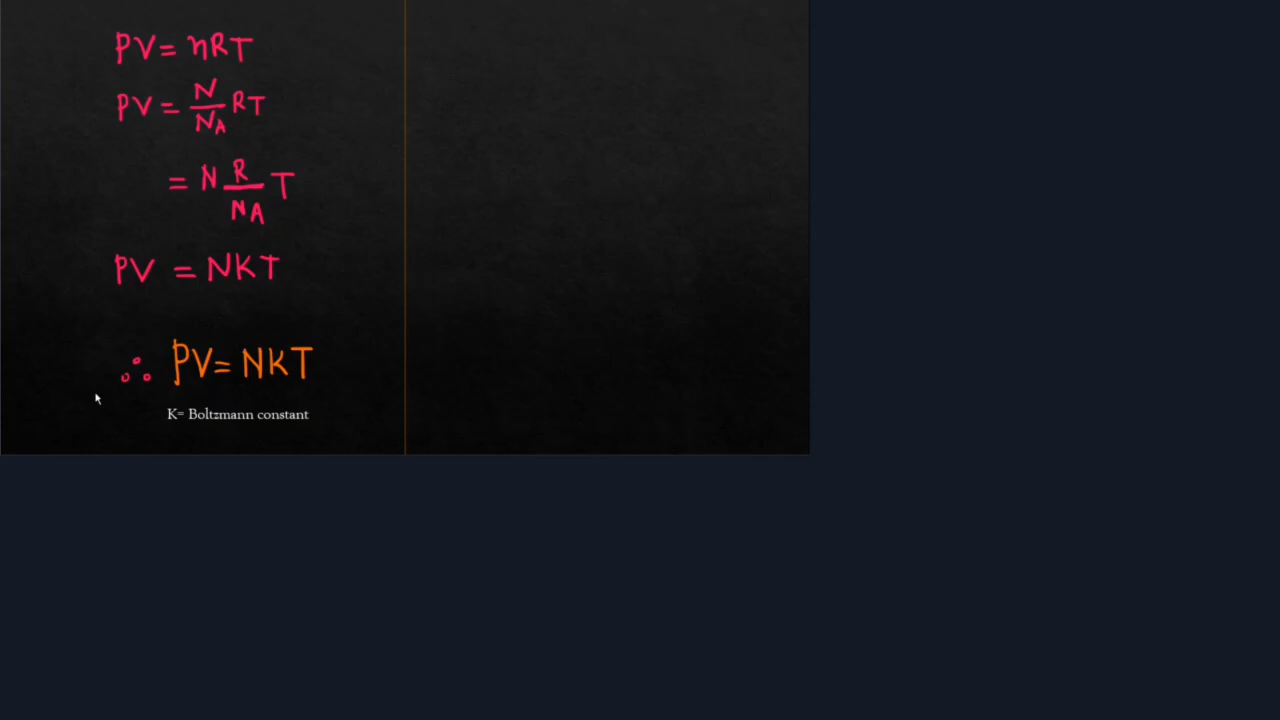 PV = nRT
PV = N/NA RT
= N R/NA T
PV = NKT
∴ PV = NKT
K= Boltzmann constant